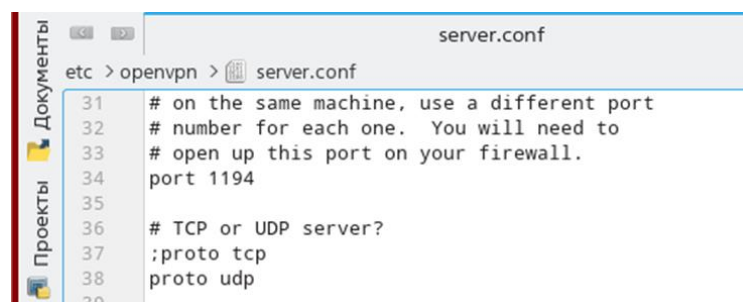 server.conf
etc > openvpn > server.conf
Документы
Проекты
31 # on the same machine, use a different port
32 # number for each one.  You will need to
33 # open up this port on your firewall.
34 port 1194
35
36 # TCP or UDP server?
37 ;proto tcp
38 proto udp
39